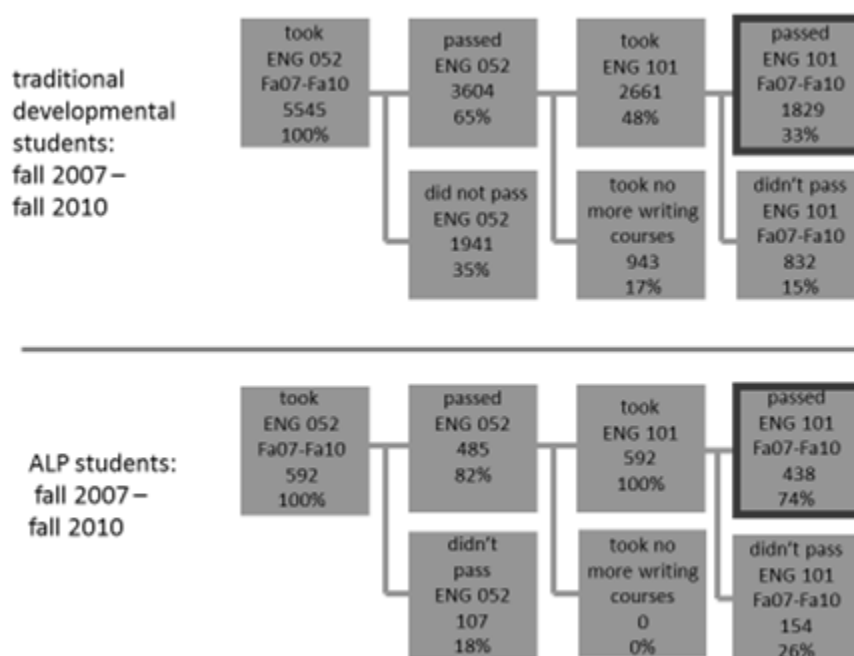 traditional
developmental
students:
fall 2007 –
fall 2010
took
ENG 052
Fa07-Fa10
5545
100%
passed
ENG 052
3604
65%
took
ENG 101
2661
48%
passed
ENG 101
Fa07-Fa10
1829
33%
did not pass
ENG 052
1941
35%
took no
more writing
courses
943
17%
didn't pass
ENG 101
Fa07-Fa10
832
15%
ALP students:
fall 2007 –
fall 2010
took
ENG 052
Fa07-Fa10
592
100%
passed
ENG 052
485
82%
took
ENG 101
592
100%
passed
ENG 101
Fa07-Fa10
438
74%
didn't
pass
ENG 052
107
18%
took no
more writing
courses
0
0%
didn't pass
ENG 101
Fa07-Fa10
154
26%